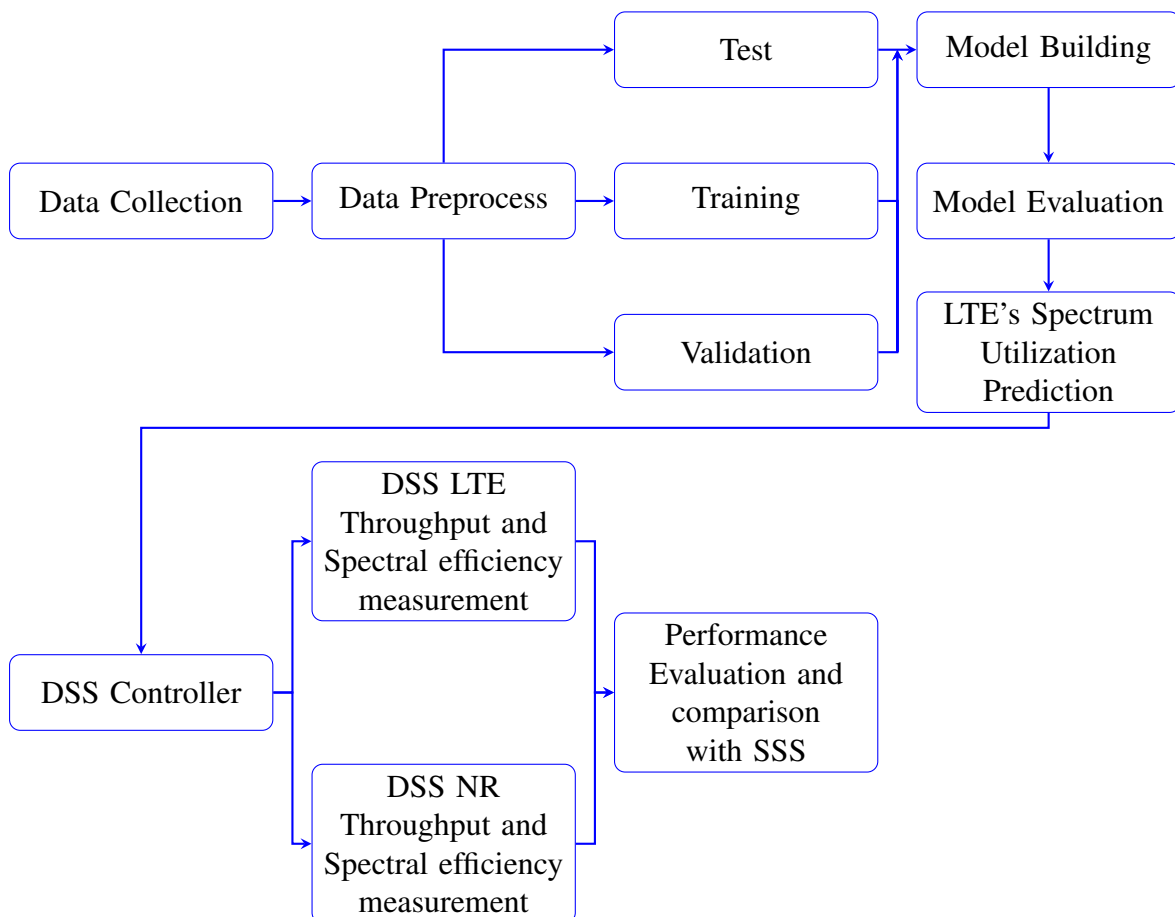 Test
Model Building
Data Collection
Data Preprocess
Training
Model Evaluation
Validation
LTE's Spectrum
Utilization
Prediction
DSS LTE
Throughput and
Spectral efficiency
measurement
DSS Controller
Performance
Evaluation and
comparison
with SSS
DSS NR
Throughput and
Spectral efficiency
measurement